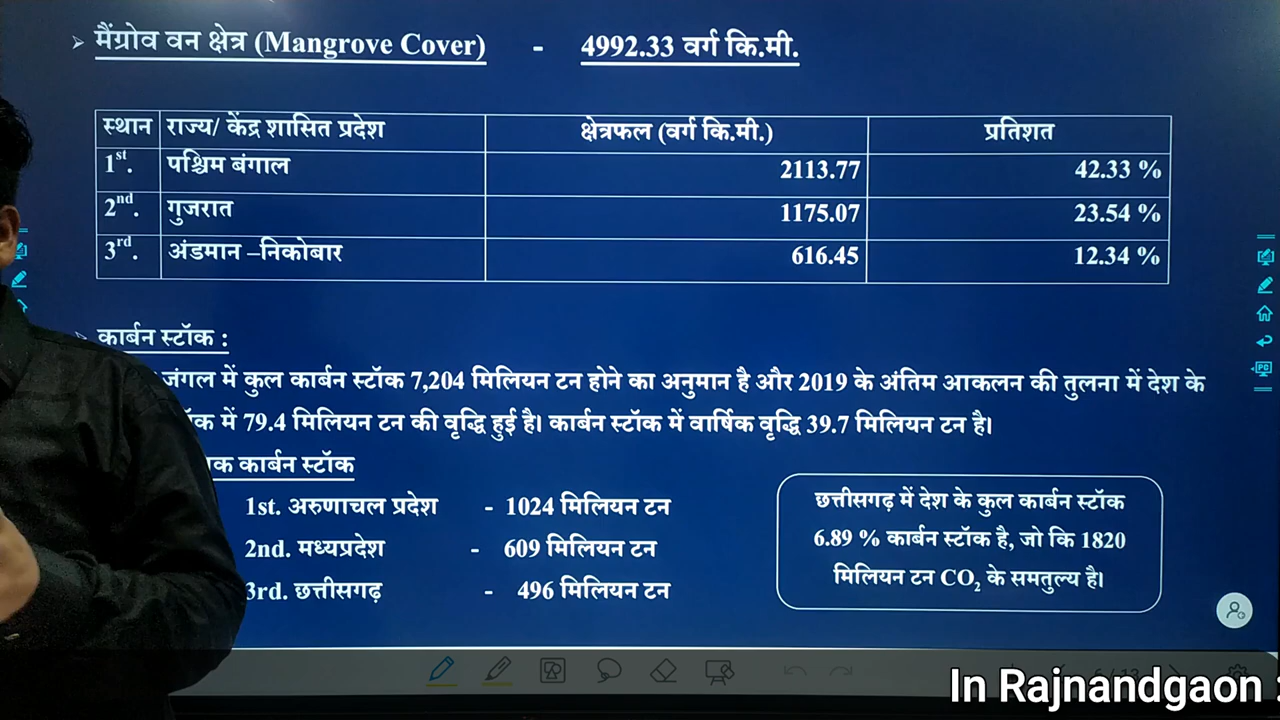 ➢ मैंग्रोव वन क्षेत्र (Mangrove Cover) - 4992.33 वर्ग कि.मी.
स्थान राज्य/ केंद्र शासित प्रदेश क्षेत्रफल (वर्ग कि.मी.) प्रतिशत
1st. पश्चिम बंगाल 2113.77 42.33 %
2nd. गुजरात 1175.07 23.54 %
3rd. अंडमान –निकोबार 616.45 12.34 %
कार्बन स्टॉक :
जंगल में कुल कार्बन स्टॉक 7,204 मिलियन टन होने का अनुमान है और 2019 के अंतिम आकलन की तुलना में देश के
में 79.4 मिलियन टन की वृद्धि हुई है। कार्बन स्टॉक में वार्षिक वृद्धि 39.7 मिलियन टन है।
कार्बन स्टॉक
1st. अरुणाचल प्रदेश - 1024 मिलियन टन
2nd. मध्यप्रदेश - 609 मिलियन टन
3rd. छत्तीसगढ़ - 496 मिलियन टन
छत्तीसगढ़ में देश के कुल कार्बन स्टॉक
6.89 % कार्बन स्टॉक है, जो कि 1820
मिलियन टन CO₂ के समतुल्य है।
PC
PC
In Rajnandgaon :